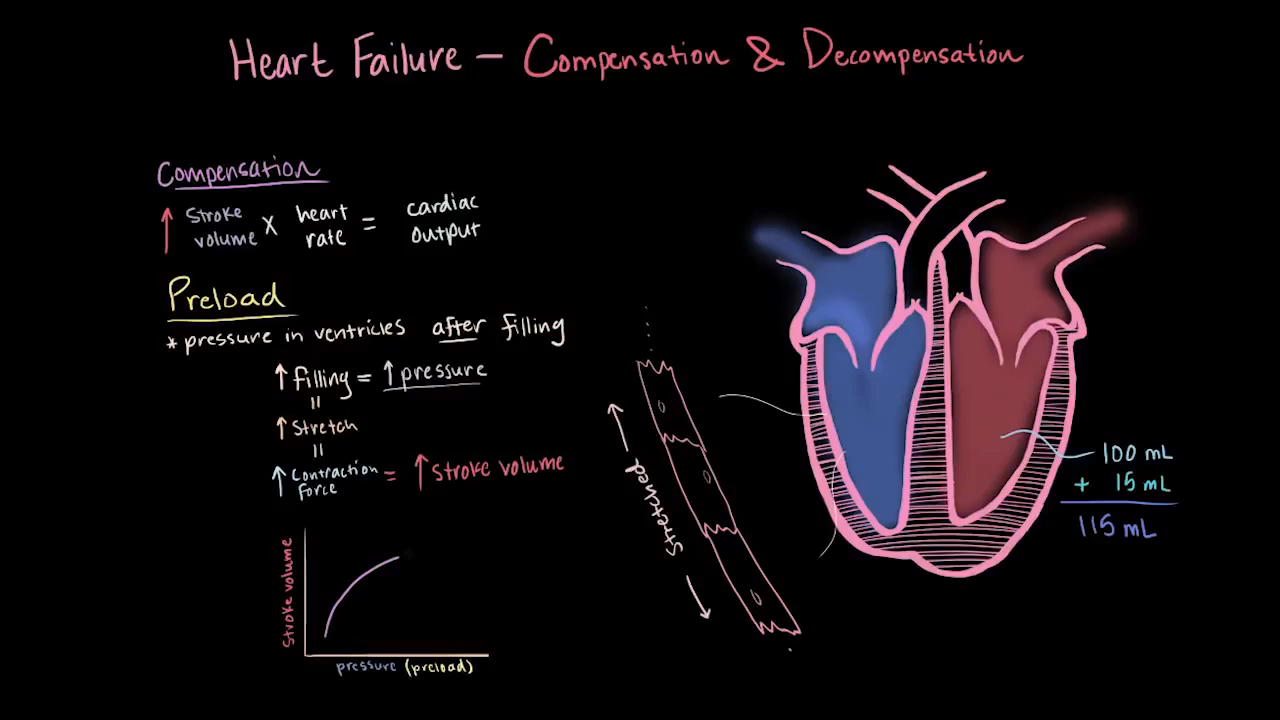 Heart Failure – Compensation & Decompensation
Compensation
↑ Stroke volume x heart rate = cardiac output
Preload
* pressure in ventricles after filling
↑ filling = ↑ pressure
=
↑ Stretch
=
↑ Contraction force = ↑ stroke volume
stroke volume
pressure (preload)
Stretched
100 mL
+ 15 mL
115 mL